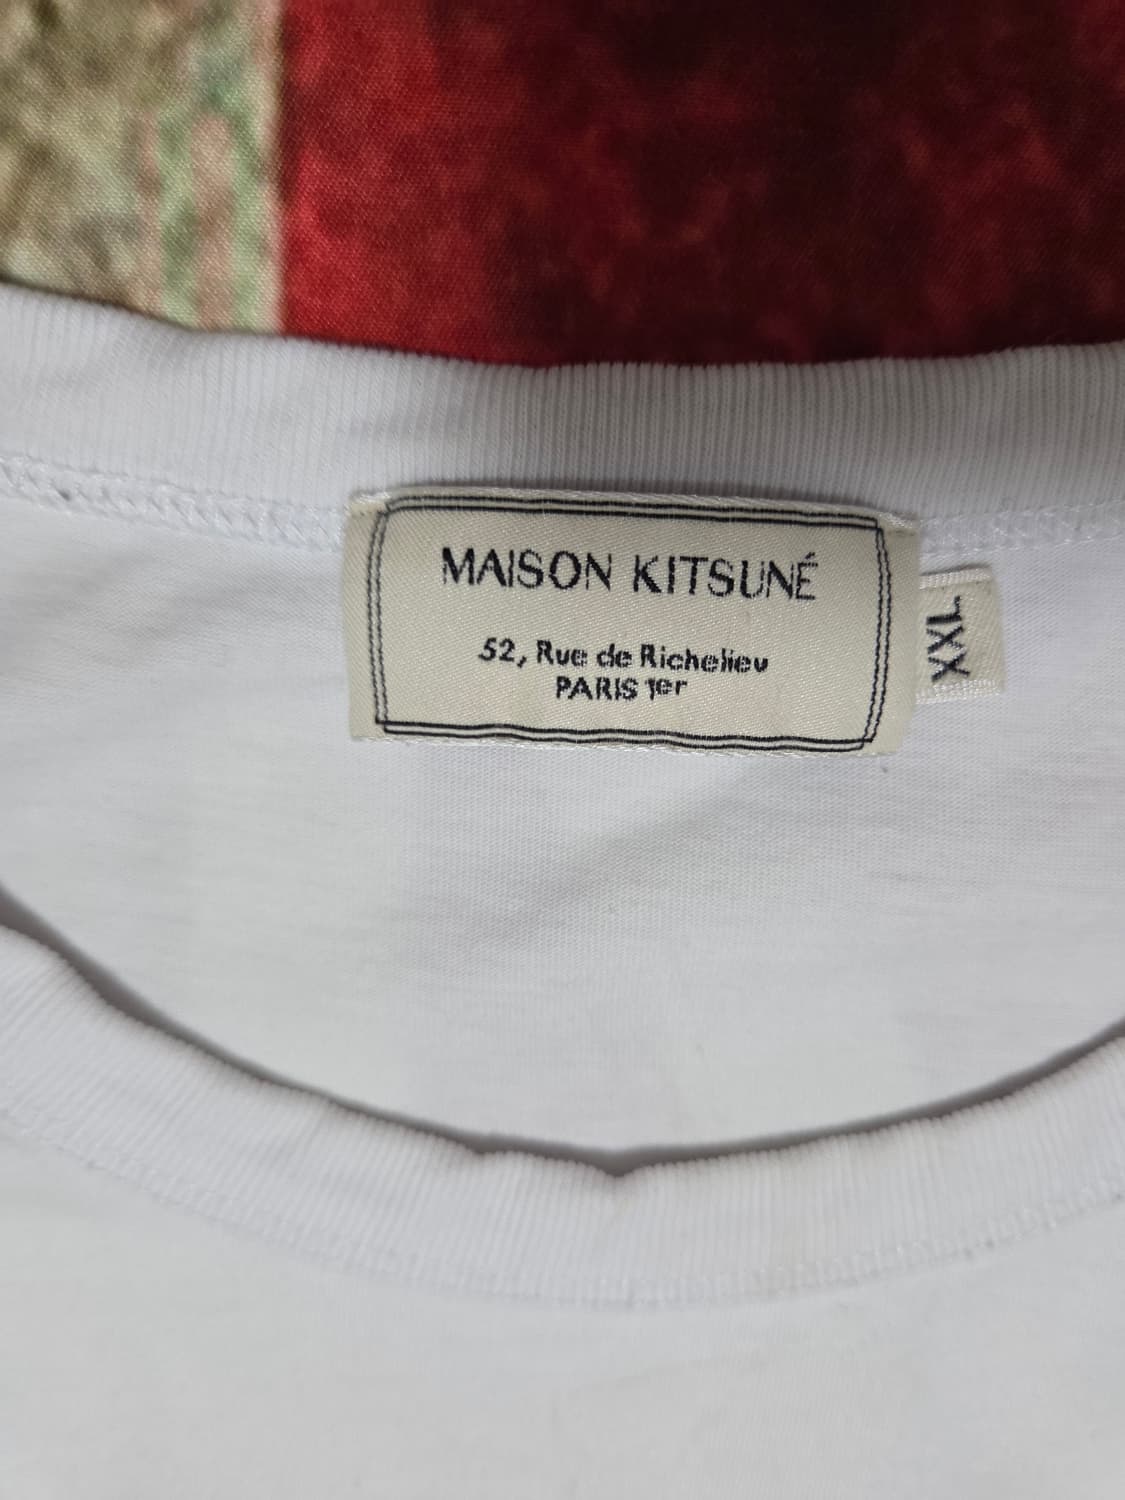 MAISON KITSUNÉ
52, Rue de Richelieu
PARIS 1er
XXL